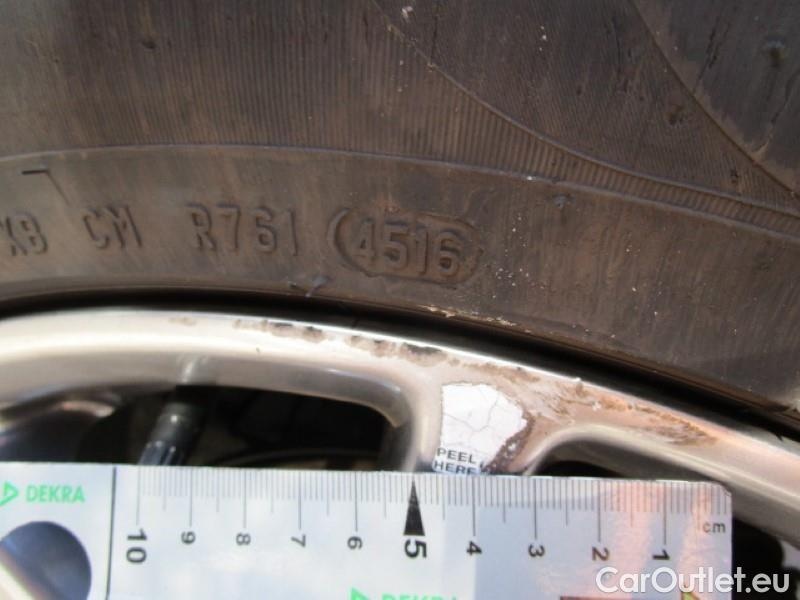 XB CM R761 4516
PEEL
HERE
DEKRA
10 9 8 7 6 5 4 3 2 1 cm
DEKRA
CarOutlet.eu